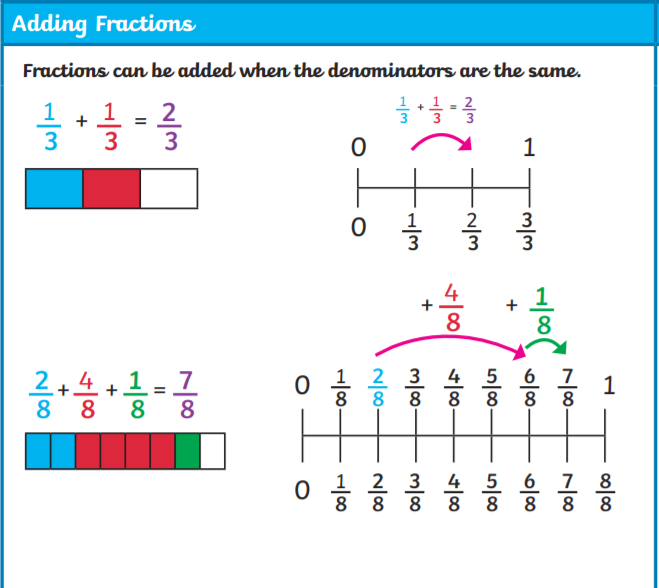 Adding Fractions
Fractions can be added when the denominators are the same.
1/3 + 1/3 = 2/3
1/3 + 1/3 = 2/3
0 1
0 1/3 2/3 3/3
+ 4/8 + 1/8
2/8 + 4/8 + 1/8 = 7/8
0 1/8 2/8 3/8 4/8 5/8 6/8 7/8 1
0 1/8 2/8 3/8 4/8 5/8 6/8 7/8 8/8